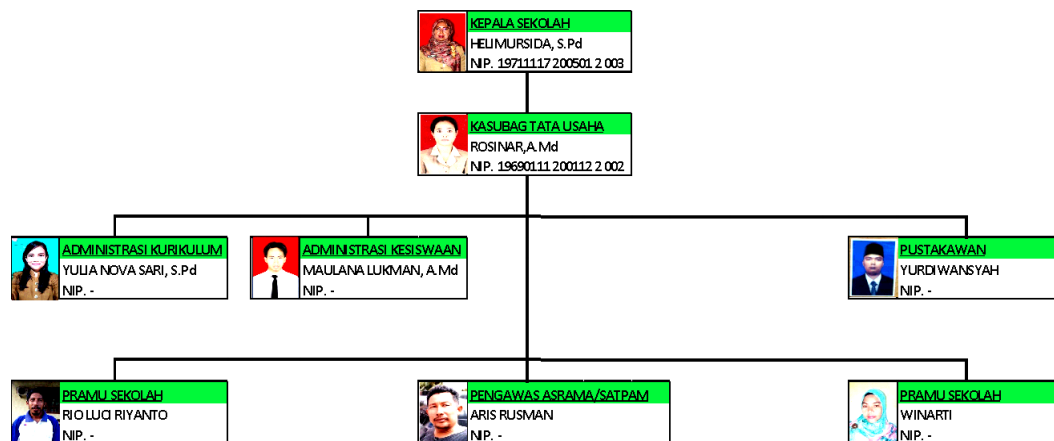 KEPALA SEKOLAH
HELIMURSIDA, S.Pd
NIP. 19711117 200501 2 003
KASUBAG TATA USAHA
ROSINAR,A.Md
NIP. 19690111 200112 2 002
ADMINISTRASI KURIKULUM
YULIA NOVA SARI, S.Pd
NIP. -
ADMINISTRASI KESISWAAN
MAULANA LUKMAN, A.Md
NIP. -
PUSTAKAWAN
YURDIWANSYAH
NIP. -
PRAMU SEKOLAH
RIO LUCI RIYANTO
NIP. -
PENGAWAS ASRAMA/SATPAM
ARIS RUSMAN
NIP. -
PRAMU SEKOLAH
WINARTI
NIP. -